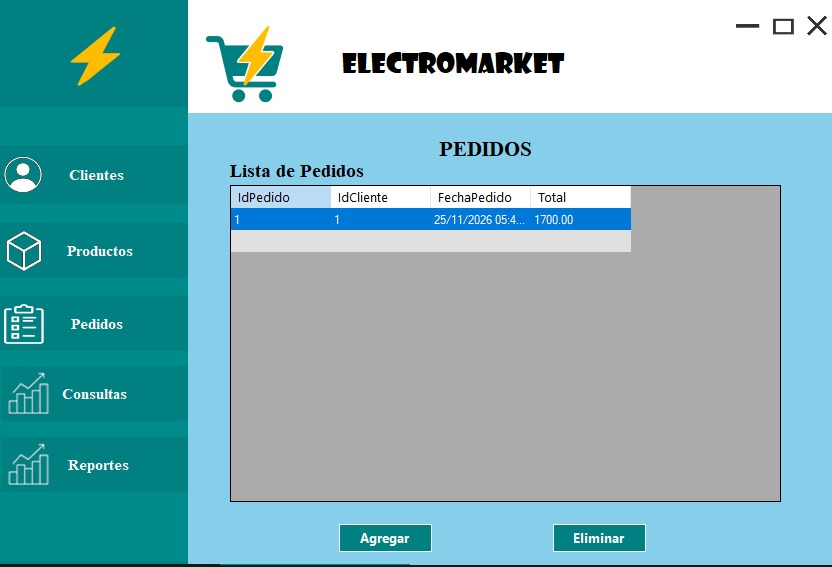 ELECTROMARKET
Clientes
Productos
Pedidos
Consultas
Reportes
PEDIDOS
Lista de Pedidos
IdPedido IdCliente FechaPedido Total
1 1 25/11/2026 05:4... 1700.00
Agregar Eliminar